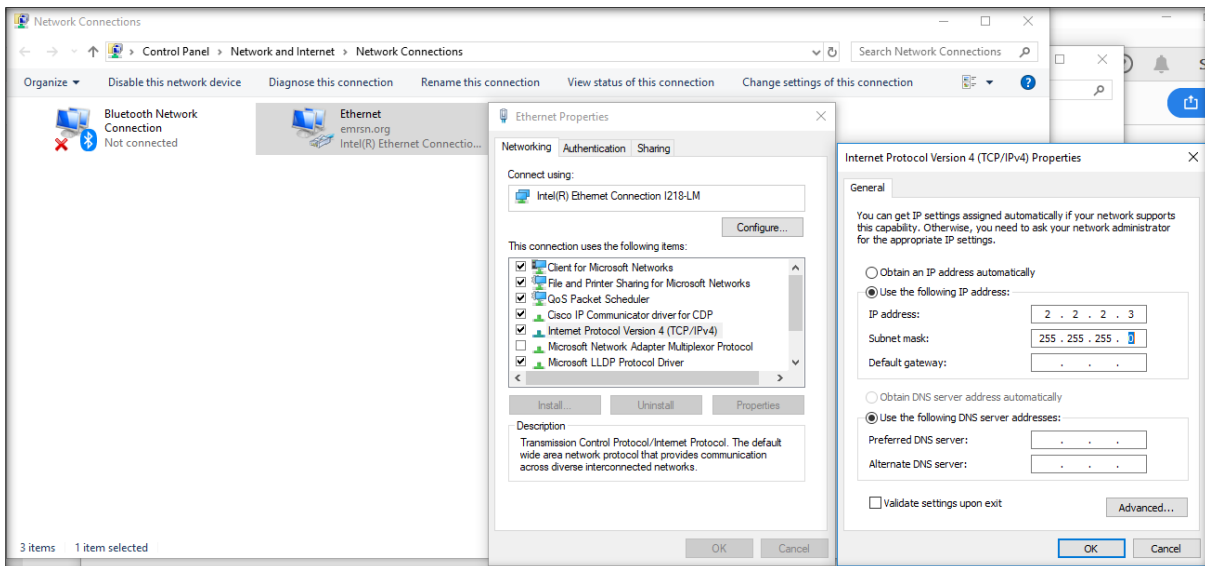 Network Connections
Control Panel > Network and Internet > Network Connections
Search Network Connections
Organize
Disable this network device
Diagnose this connection
Rename this connection
View status of this connection
Change settings of this connection
Bluetooth Network
Connection
Not connected
Ethernet
emrsn.org
Intel(R) Ethernet Connectio...
3 items
1 item selected
Ethernet Properties
Networking
Authentication
Sharing
Connect using:
Intel(R) Ethernet Connection I218-LM
Configure...
This connection uses the following items:
Client for Microsoft Networks
File and Printer Sharing for Microsoft Networks
QoS Packet Scheduler
Cisco IP Communicator driver for CDP
Internet Protocol Version 4 (TCP/IPv4)
Microsoft Network Adapter Multiplexor Protocol
Microsoft LLDP Protocol Driver
Install...
Uninstall
Properties
Description
Transmission Control Protocol/Internet Protocol. The default
wide area network protocol that provides communication
across diverse interconnected networks.
OK
Cancel
Internet Protocol Version 4 (TCP/IPv4) Properties
General
You can get IP settings assigned automatically if your network supports
this capability. Otherwise, you need to ask your network administrator
for the appropriate IP settings.
Obtain an IP address automatically
Use the following IP address:
IP address: 2 . 2 . 2 . 3
Subnet mask: 255 . 255 . 255 . 0
Default gateway: . . .
Obtain DNS server address automatically
Use the following DNS server addresses:
Preferred DNS server: . . .
Alternate DNS server: . . .
Validate settings upon exit
Advanced...
OK
Cancel